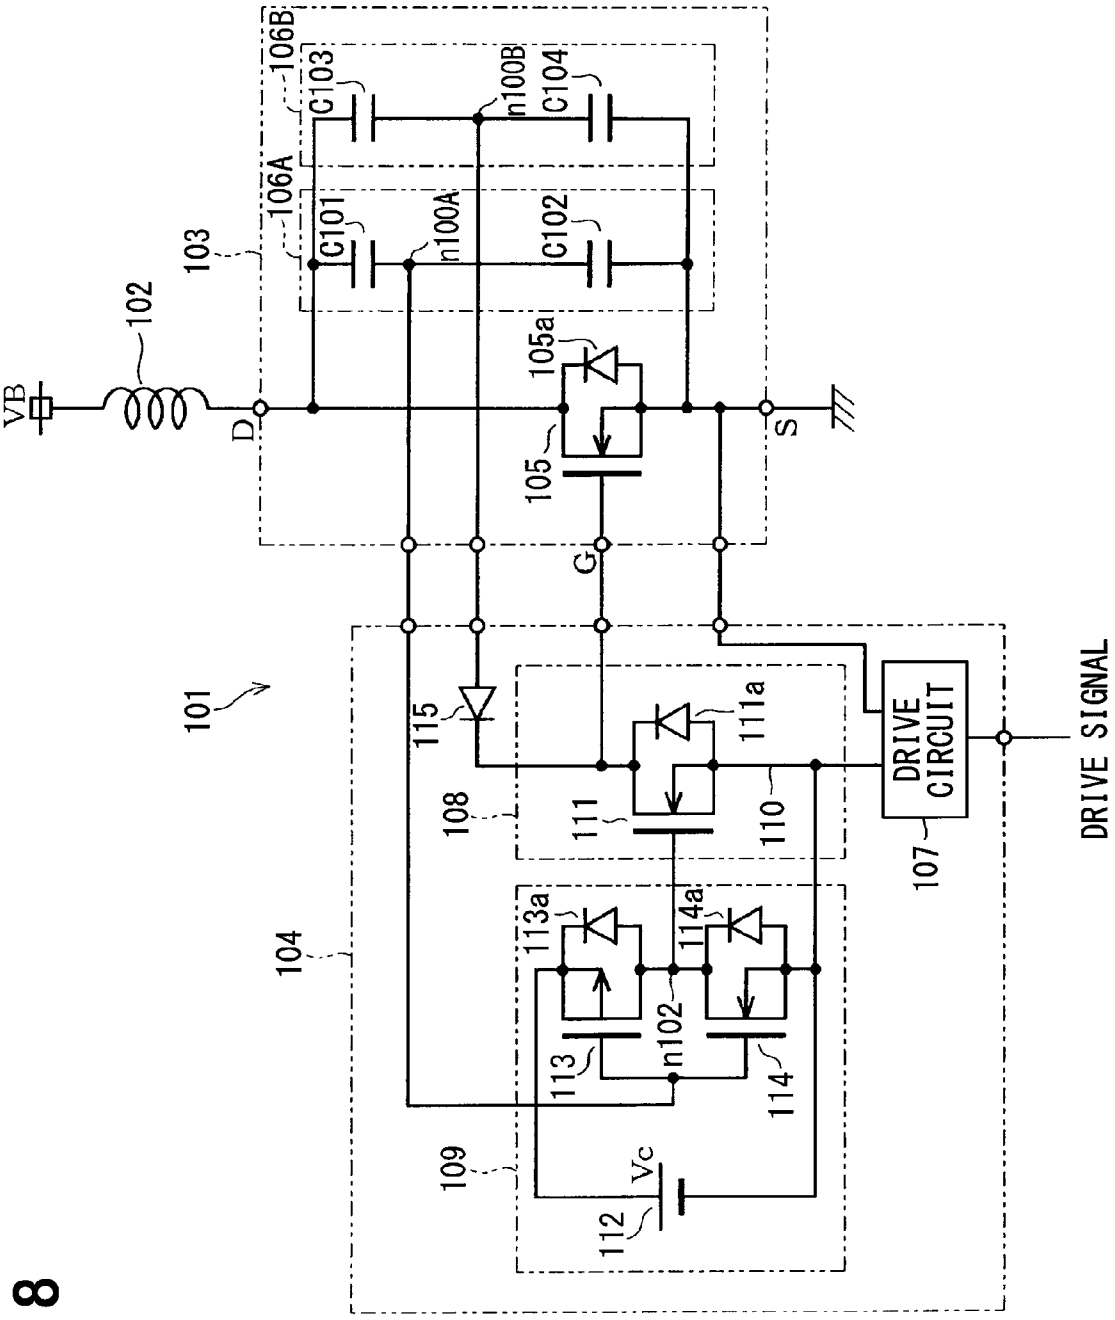 8
101
VB
102
103
106A
106B
D
C101
C103
n100A
n100B
C102
C104
105
105a
G
S
104
115
108
111
111a
110
109
113a
113
n102
114a
114
112
Vc
107
DRIVE
CIRCUIT
DRIVE SIGNAL